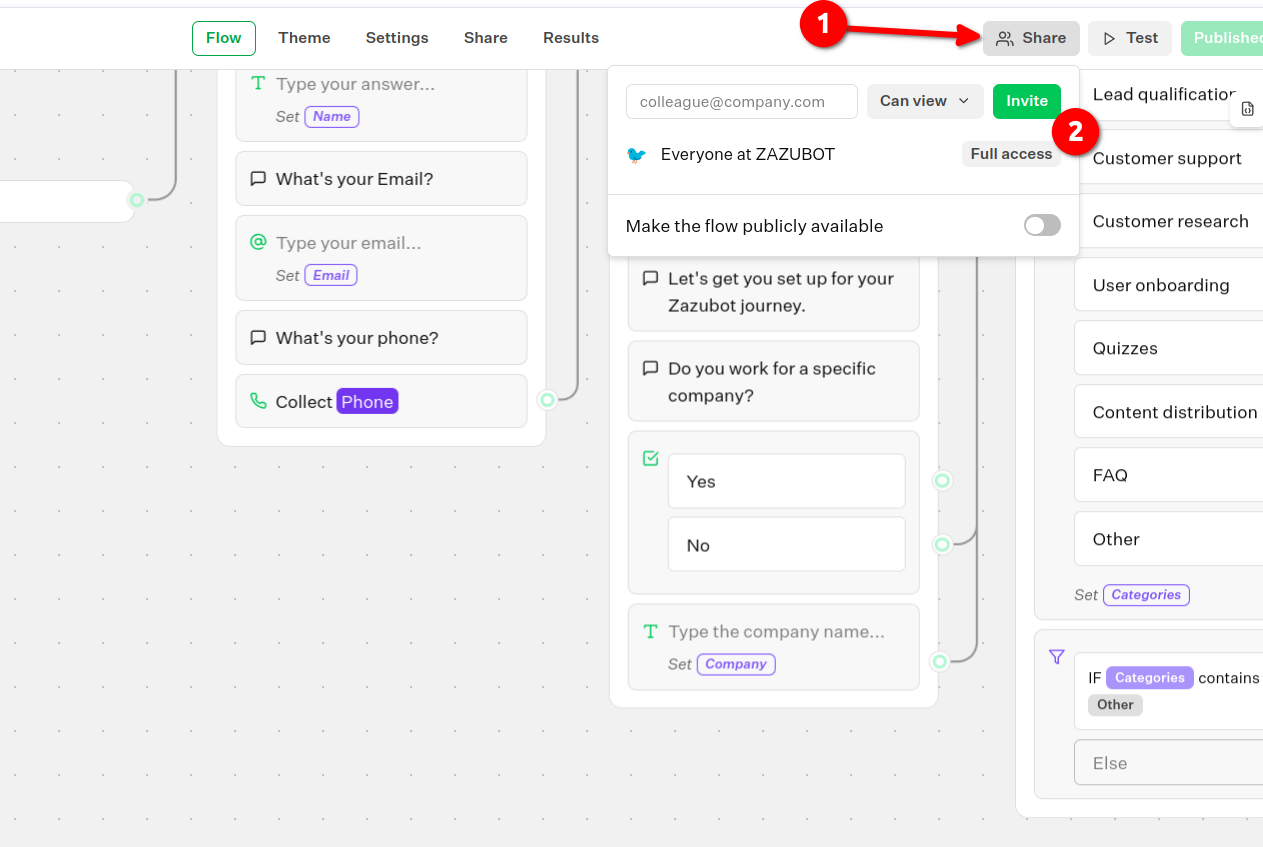 Flow
Theme
Settings
Share
Results
1
Share
Test
Published
Type your answer...
Set Name
What's your Email?
Type your email...
Set Email
What's your phone?
Collect Phone
colleague@company.com
Can view
Invite
2
Everyone at ZAZUBOT
Full access
Make the flow publicly available
Let's get you set up for your
Zazubot journey.
Do you work for a specific
company?
Yes
No
Type the company name...
Set Company
Lead qualification
Customer support
Customer research
User onboarding
Quizzes
Content distribution
FAQ
Other
Set Categories
IF Categories contains
Other
Else